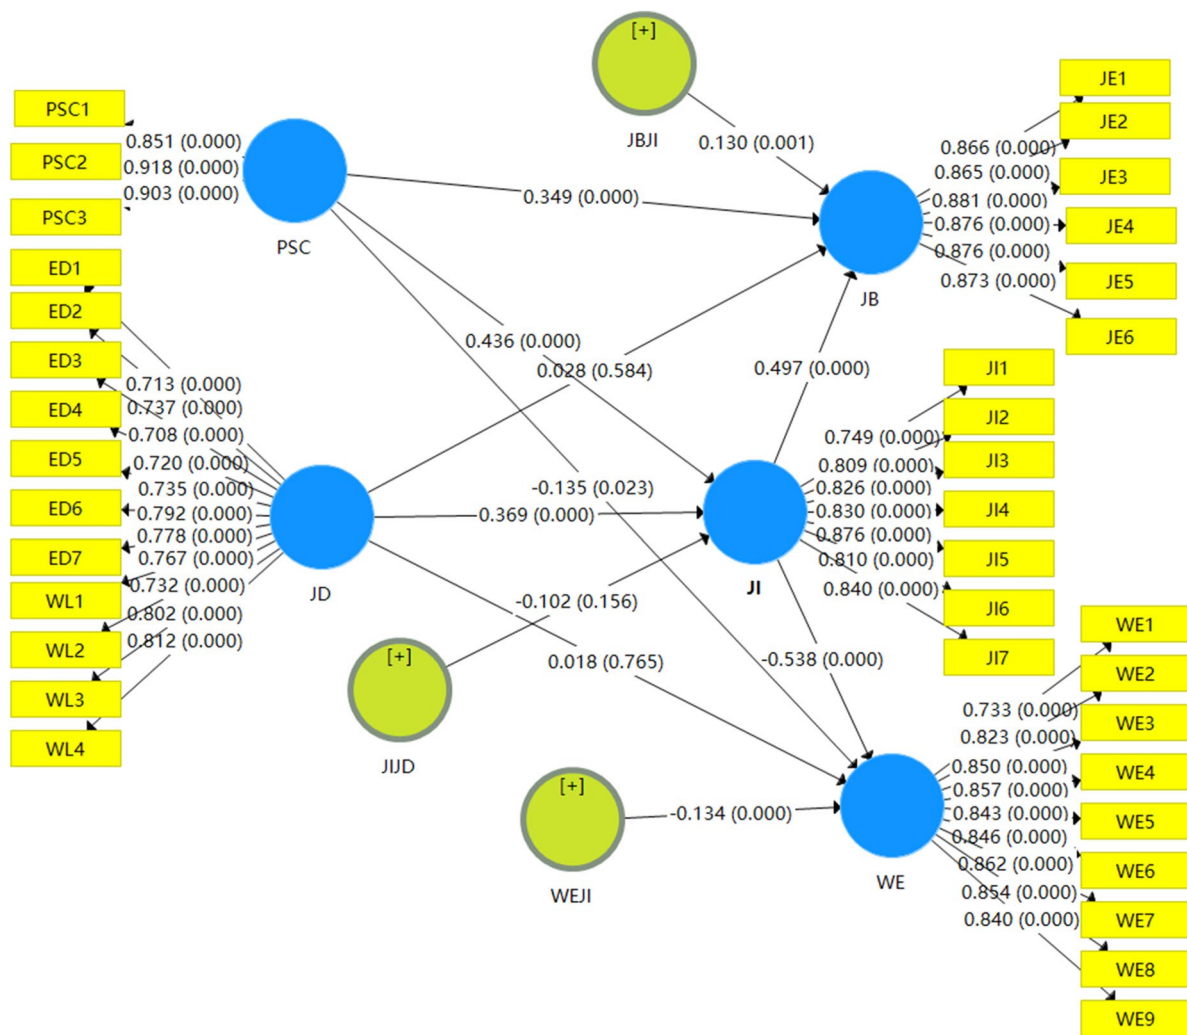 [+]
JBJI
PSC1
PSC2
PSC3
0.851 (0.000)
0.918 (0.000)
0.903 (0.000)
PSC
0.130 (0.001)
0.349 (0.000)
JB
0.866 (0.000)
0.865 (0.000)
0.881 (0.000)
0.876 (0.000)
0.876 (0.000)
0.873 (0.000)
JE1
JE2
JE3
JE4
JE5
JE6
ED1
ED2
ED3
ED4
ED5
ED6
ED7
WL1
WL2
WL3
WL4
0.713 (0.000)
0.737 (0.000)
0.708 (0.000)
0.720 (0.000)
0.735 (0.000)
0.792 (0.000)
0.778 (0.000)
0.767 (0.000)
0.732 (0.000)
0.802 (0.000)
0.812 (0.000)
JD
0.436 (0.000)
0.028 (0.584)
0.497 (0.000)
-0.135 (0.023)
0.369 (0.000)
JI
0.749 (0.000)
0.809 (0.000)
0.826 (0.000)
0.830 (0.000)
0.876 (0.000)
0.810 (0.000)
0.840 (0.000)
JI1
JI2
JI3
JI4
JI5
JI6
JI7
-0.102 (0.156)
[+]
JIJD
0.018 (0.765)
-0.538 (0.000)
[+]
WEJI
-0.134 (0.000)
WE
0.733 (0.000)
0.823 (0.000)
0.850 (0.000)
0.857 (0.000)
0.843 (0.000)
0.846 (0.000)
0.862 (0.000)
0.854 (0.000)
0.840 (0.000)
WE1
WE2
WE3
WE4
WE5
WE6
WE7
WE8
WE9